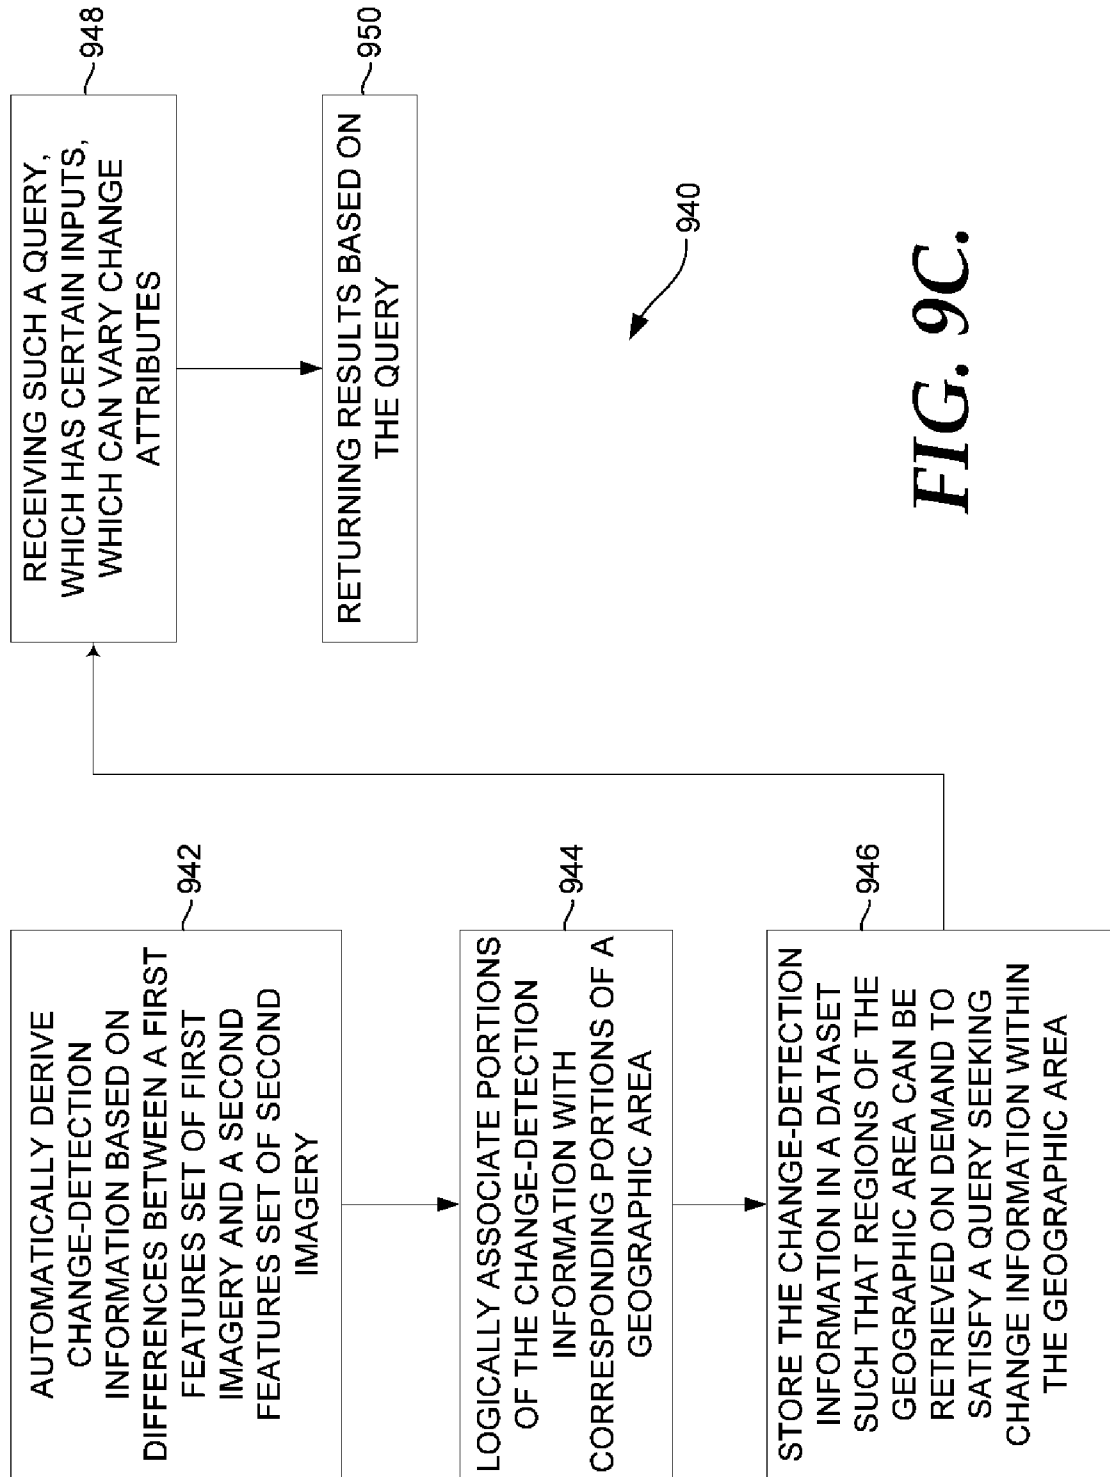 AUTOMATICALLY DERIVE
CHANGE-DETECTION
INFORMATION BASED ON
DIFFERENCES BETWEEN A FIRST
FEATURES SET OF FIRST
IMAGERY AND A SECOND
FEATURES SET OF SECOND
IMAGERY
942
LOGICALLY ASSOCIATE PORTIONS
OF THE CHANGE-DETECTION
INFORMATION WITH
CORRESPONDING PORTIONS OF A
GEOGRAPHIC AREA
944
STORE THE CHANGE-DETECTION
INFORMATION IN A DATASET
SUCH THAT REGIONS OF THE
GEOGRAPHIC AREA CAN BE
RETRIEVED ON DEMAND TO
SATISFY A QUERY SEEKING
CHANGE INFORMATION WITHIN
THE GEOGRAPHIC AREA
946
RECEIVING SUCH A QUERY,
WHICH HAS CERTAIN INPUTS,
WHICH CAN VARY CHANGE
ATTRIBUTES
948
RETURNING RESULTS BASED ON
THE QUERY
950
940
FIG. 9C.